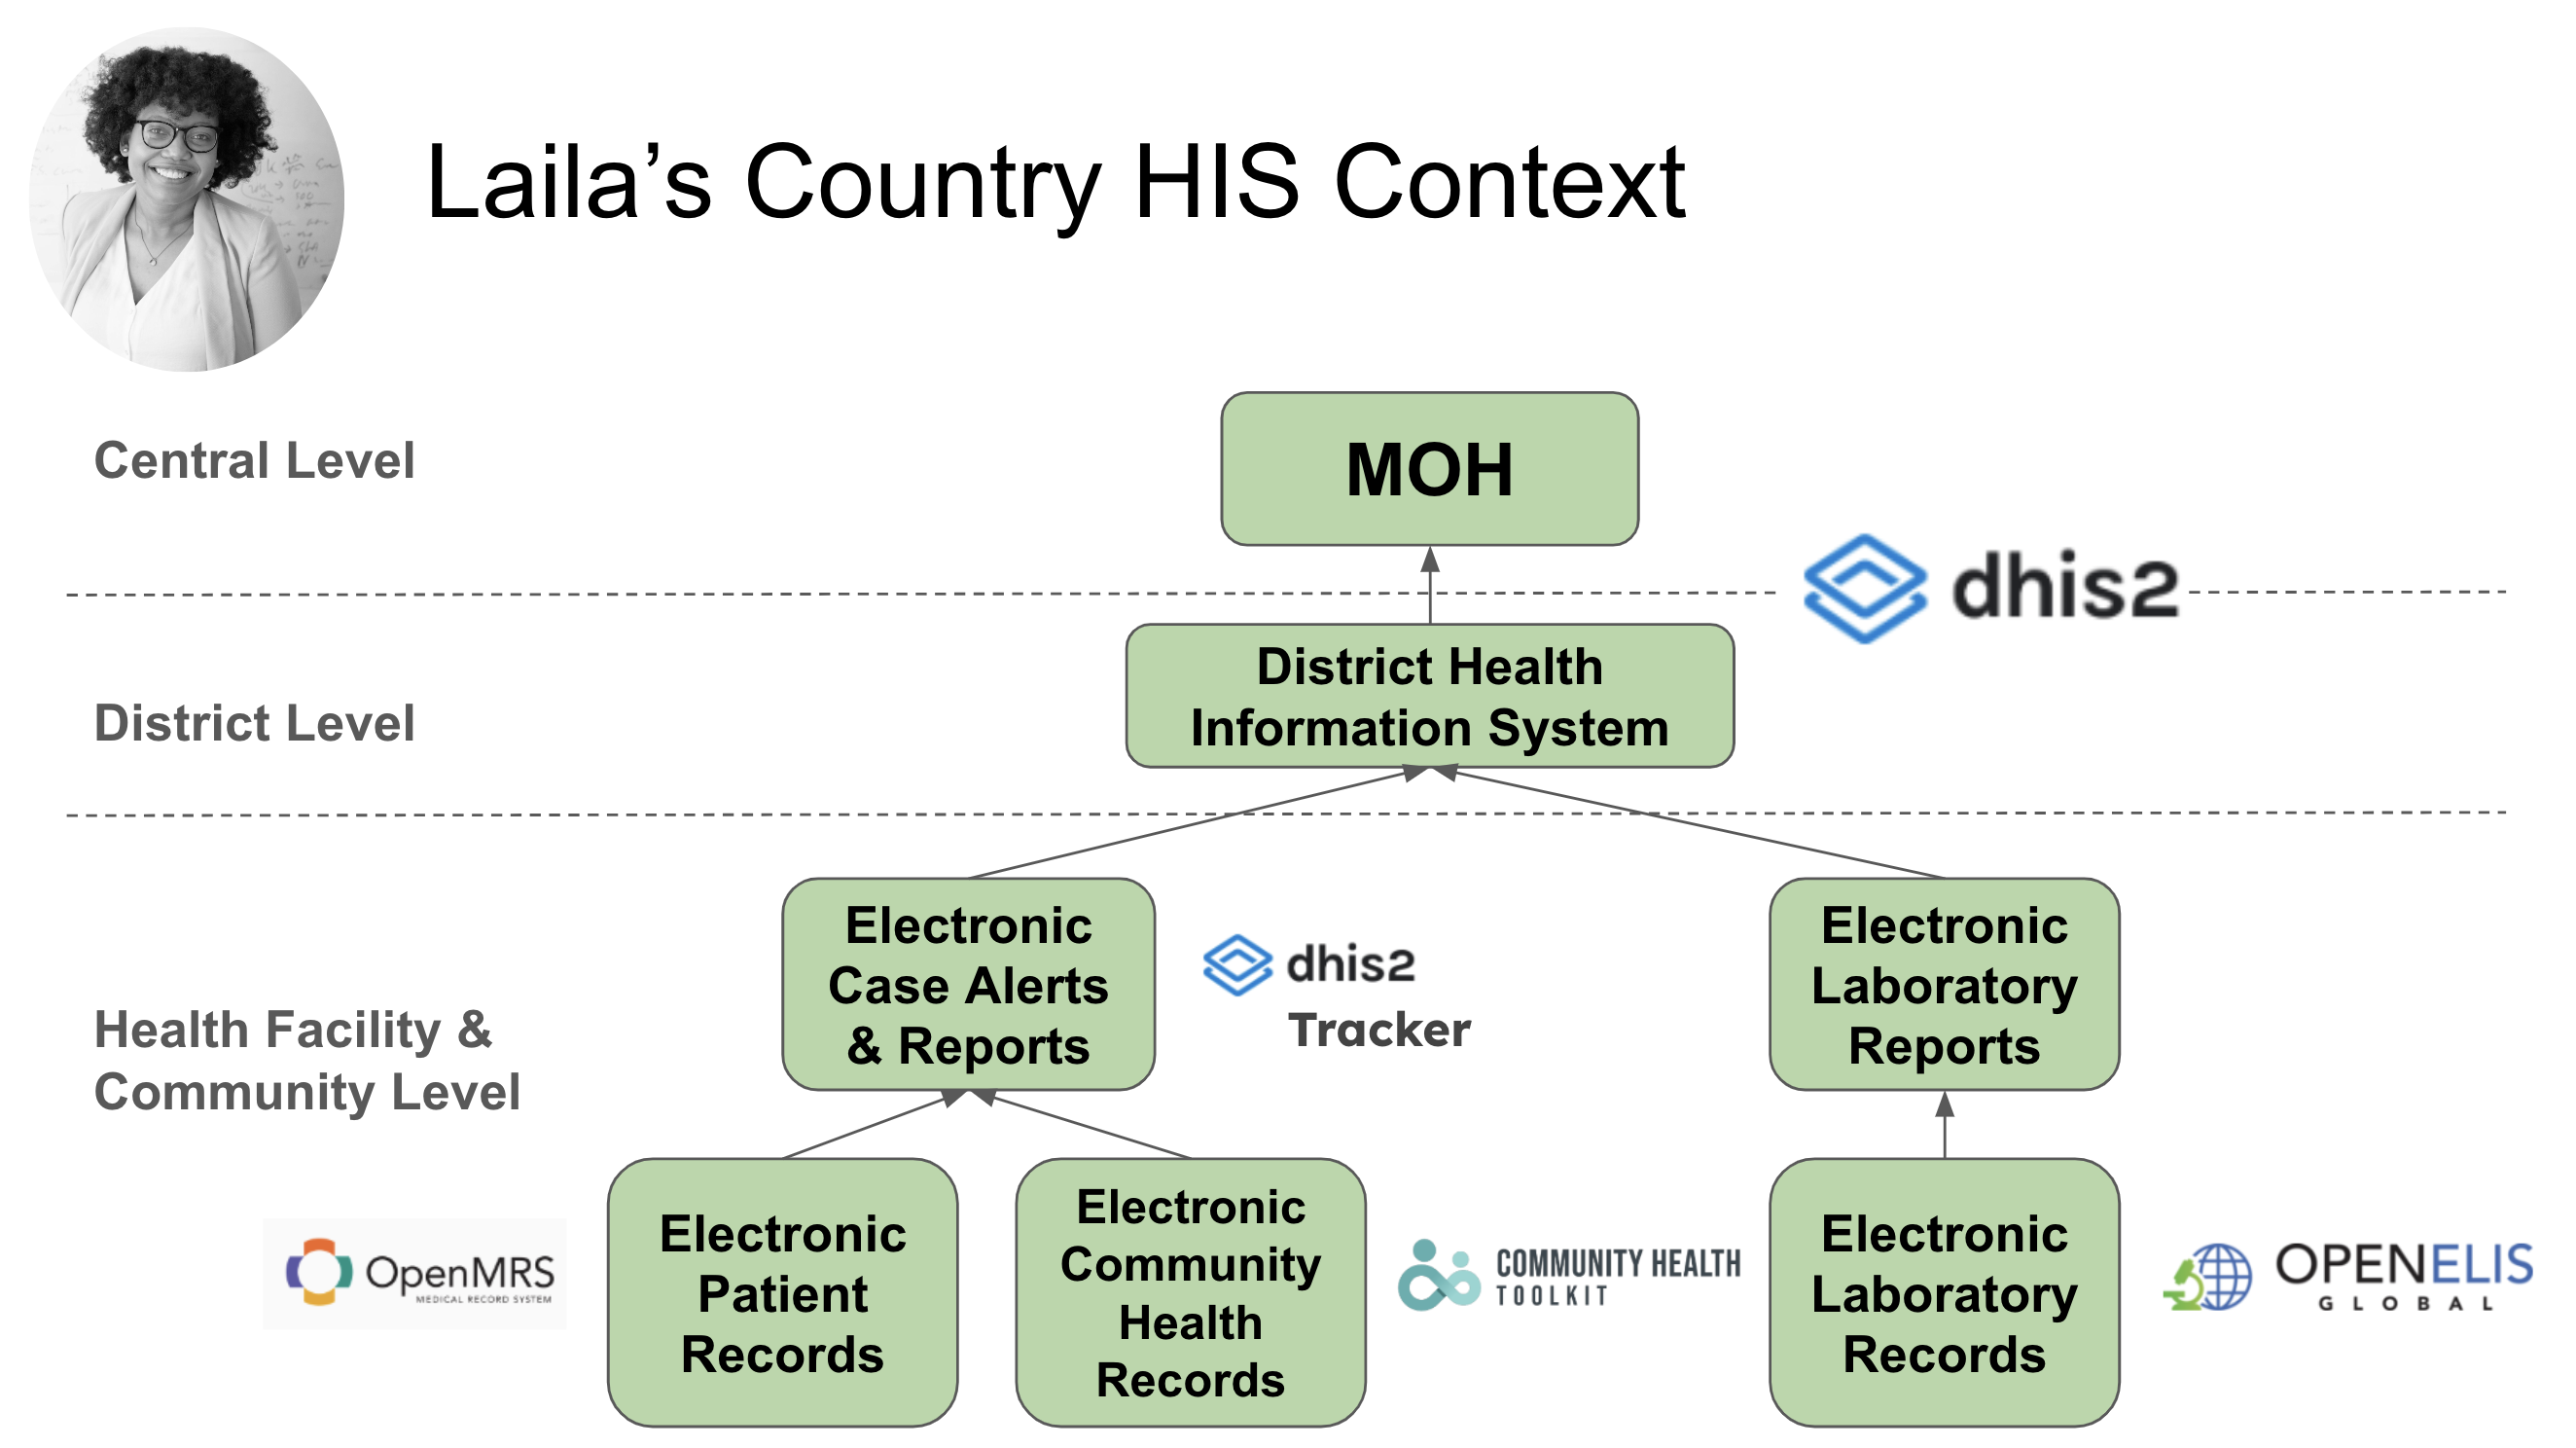 Laila’s Country HIS Context
Central Level
MOH
dhis2
District Level
District Health
Information System
Health Facility &
Community Level
Electronic
Case Alerts
& Reports
dhis2
Tracker
Electronic
Laboratory
Reports
OpenMRS
MEDICAL RECORD SYSTEM
Electronic
Patient
Records
Electronic
Community
Health
Records
COMMUNITY HEALTH
TOOLKIT
Electronic
Laboratory
Records
OPENELIS
GLOBAL